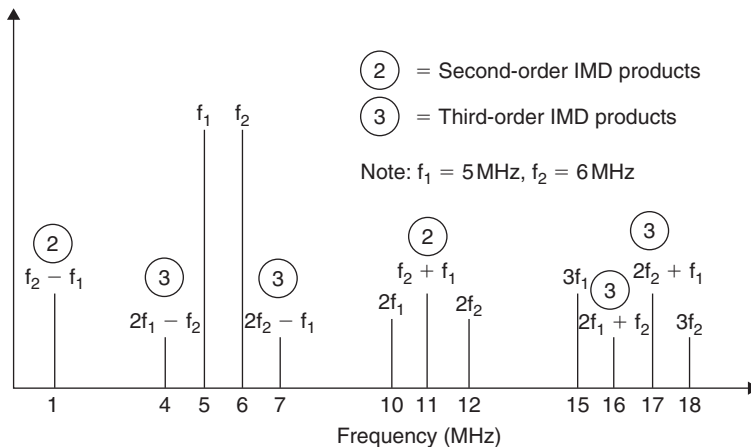 2 = Second-order IMD products
3 = Third-order IMD products
Note: f₁ = 5 MHz, f₂ = 6 MHz
f₁ f₂
2 2 3
f₂ − f₁ 3 3 f₂ + f₁ 2f₂ + f₁
2f₁ 2f₂ 3f₁ 3
2f₁ − f₂ 2f₂ − f₁ 2f₁ + f₂ 3f₂
1 4 5 6 7 10 11 12 15 16 17 18
Frequency (MHz)